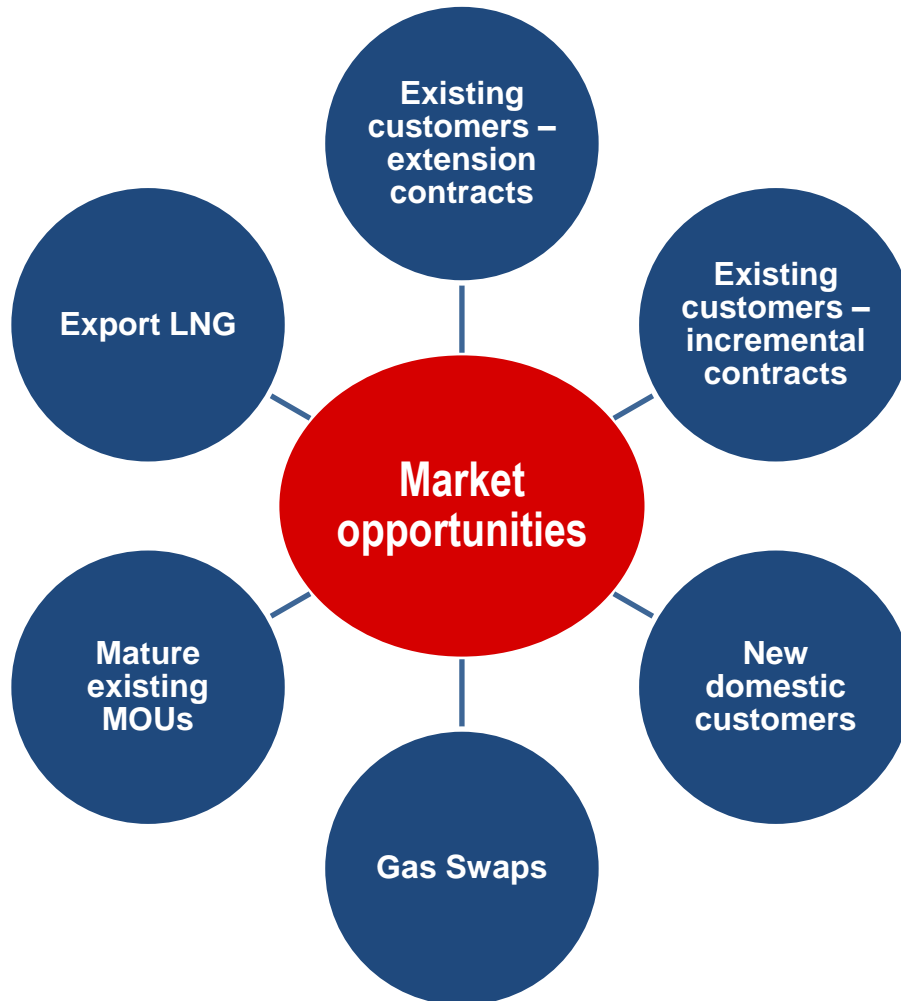 Existing
customers –
extension
contracts
Existing
customers –
incremental
contracts
Export LNG
Market
opportunities
Mature
existing
MOUs
New
domestic
customers
Gas Swaps